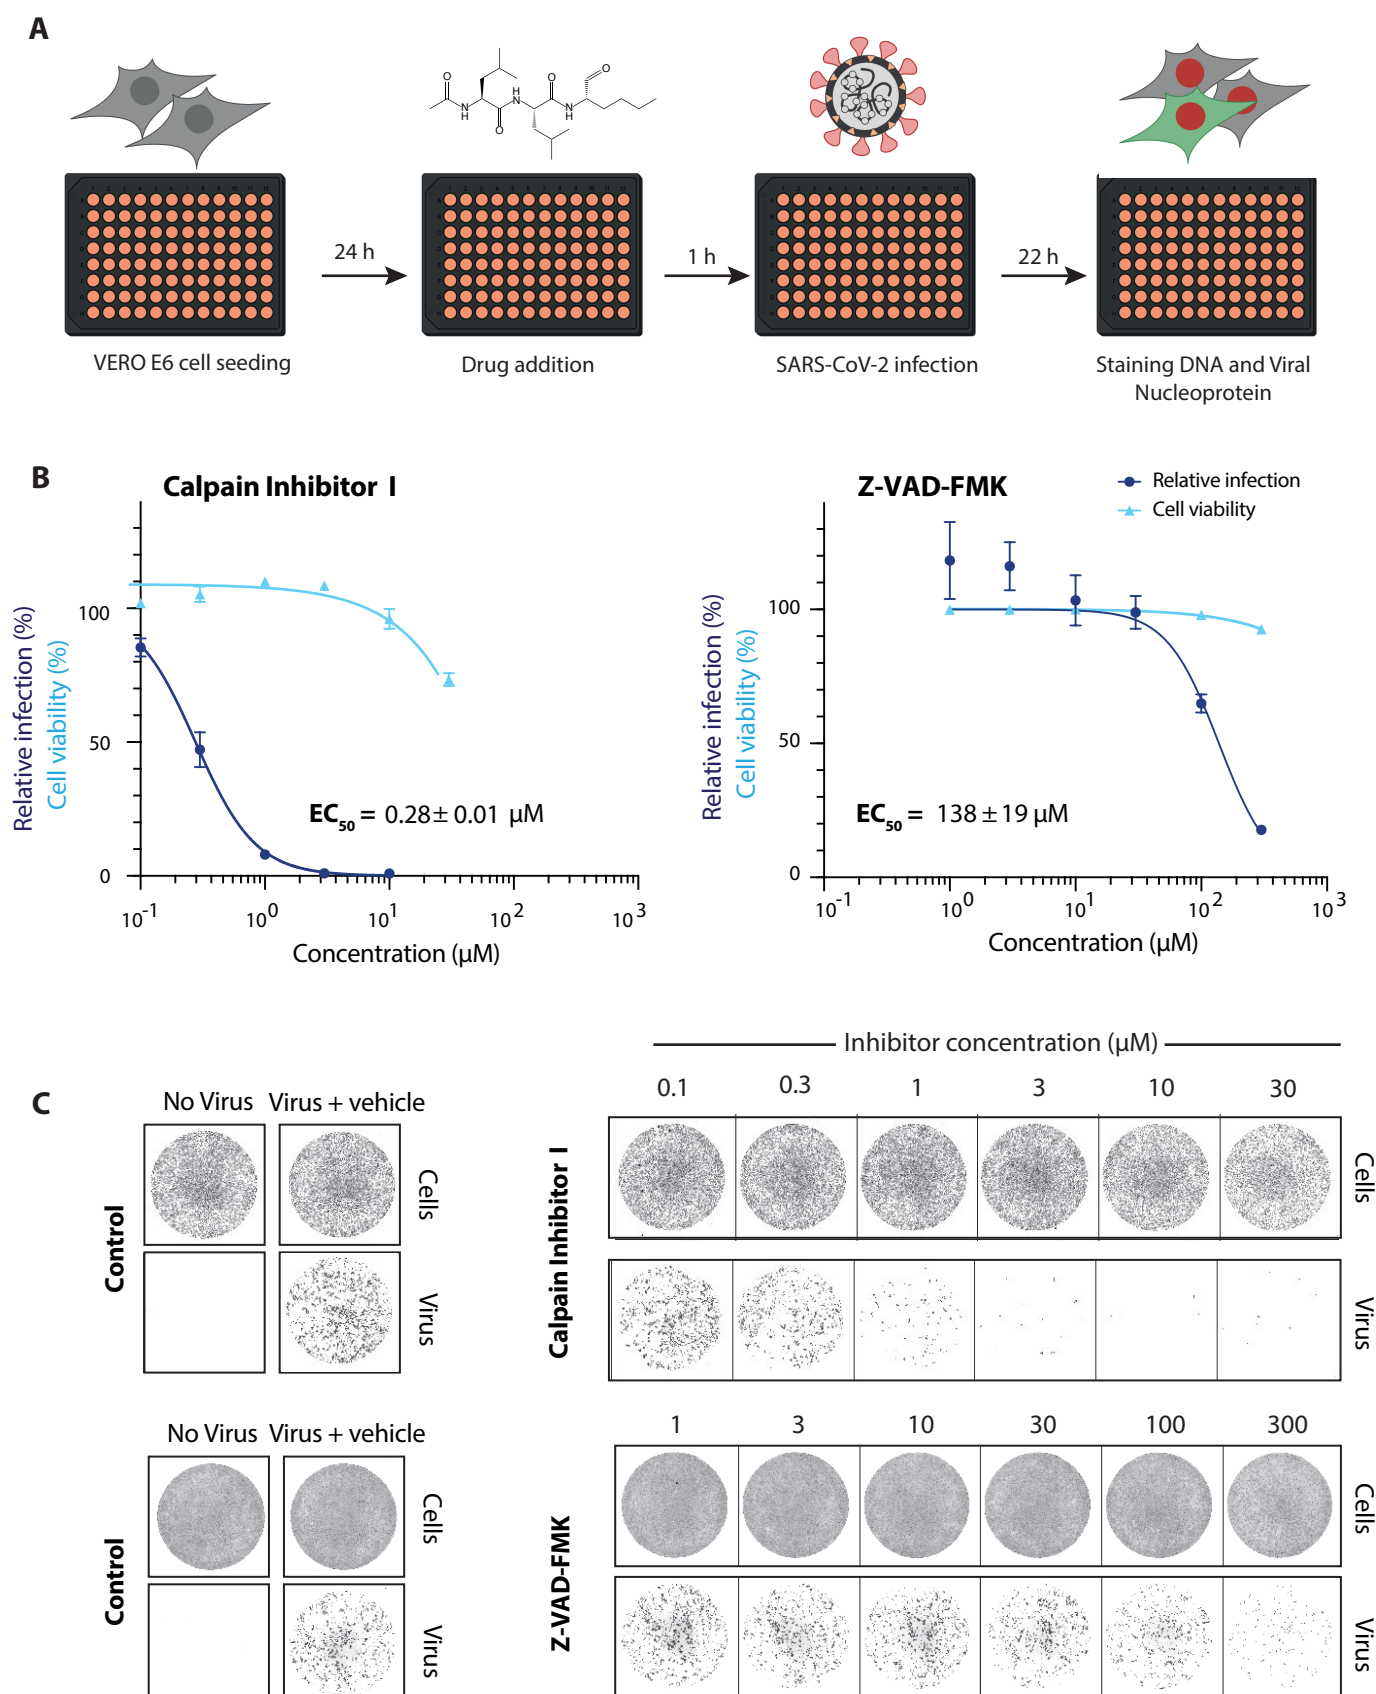 A
O
N
H
O
H
N
O
N
H
O
24 h
1 h
22 h
VERO E6 cell seeding
Drug addition
SARS-CoV-2 infection
Staining DNA and Viral
Nucleoprotein
B
Calpain Inhibitor I
Relative infection (%)
Cell viability (%)
100
50
0
EC50 = 0.28 ± 0.01 µM
10-1
100
101
102
103
Concentration (µM)
Z-VAD-FMK
Relative infection
Cell viability
Relative infection (%)
Cell viability (%)
100
50
0
EC50 = 138 ± 19 µM
10-1
100
101
102
103
Concentration (µM)
C
No Virus Virus + vehicle
Control
Cells
Virus
Inhibitor concentration (µM)
0.1 0.3 1 3 10 30
Calpain Inhibitor I
Cells
Virus
No Virus Virus + vehicle
Control
Cells
Virus
1 3 10 30 100 300
Z-VAD-FMK
Cells
Virus